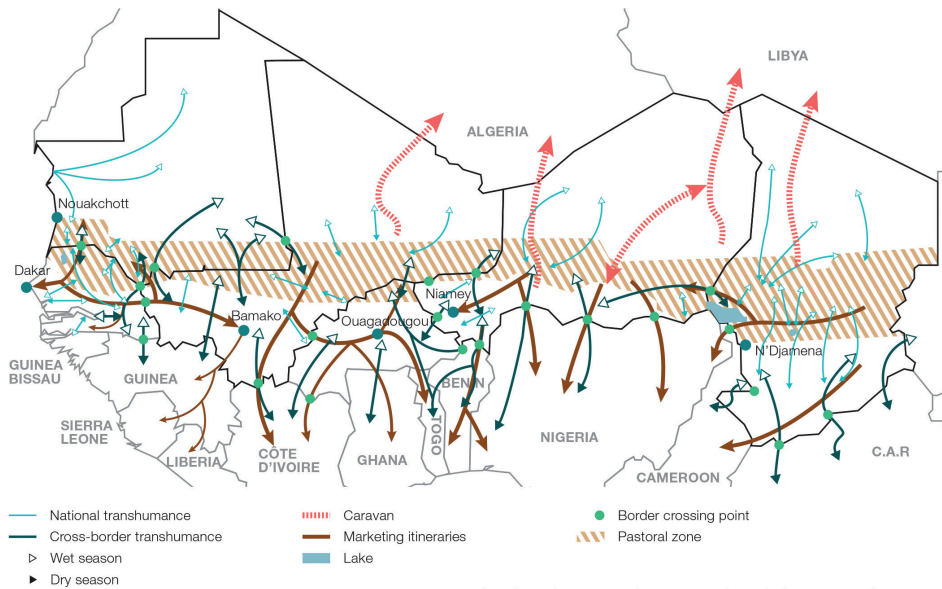 LIBYA
ALGERIA
Nouakchott
Dakar
Niamey
Bamako
Ouagadougou
N'Djamena
GUINEA
BISSAU
GUINEA
BENIN
SIERRA
LEONE
TOGO
NIGERIA
LIBERIA
CÔTE
D'IVOIRE
GHANA
C.A.R
CAMEROON
National transhumance
Cross-border transhumance
Wet season
Dry season
Caravan
Marketing itineraries
Lake
Border crossing point
Pastoral zone